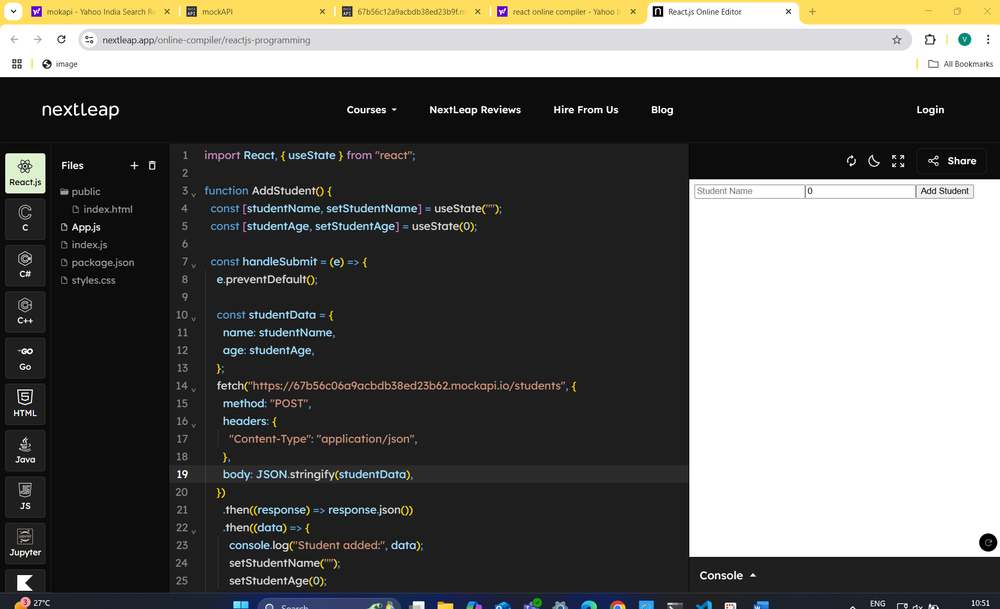 mokapi - Yahoo India Search Re
mockAPI
67b56c12a9acbdb38ed23b9f.m
react online compiler - Yahoo In
React.js Online Editor
nextleap.app/online-compiler/reactjs-programming
V
image
All Bookmarks
nextleap
Courses
NextLeap Reviews
Hire From Us
Blog
Login
React.js
C
C#
C++
Go
HTML
Java
JS
Jupyter
Files
public
index.html
App.js
index.js
package.json
styles.css
1 import React, { useState } from "react";
2
3 function AddStudent() {
4 const [studentName, setStudentName] = useState("");
5 const [studentAge, setStudentAge] = useState(0);
6
7 const handleSubmit = (e) => {
8 e.preventDefault();
9
10 const studentData = {
11 name: studentName,
12 age: studentAge,
13 };
14 fetch("https://67b56c06a9acbdb38ed23b62.mockapi.io/students", {
15 method: "POST",
16 headers: {
17 "Content-Type": "application/json",
18 },
19 body: JSON.stringify(studentData),
20 })
21 .then((response) => response.json())
22 .then((data) => {
23 console.log("Student added:", data);
24 setStudentName("");
25 setStudentAge(0);
Share
Student Name
0
Add Student
Console
3
27°C
Search
ENG
10:51